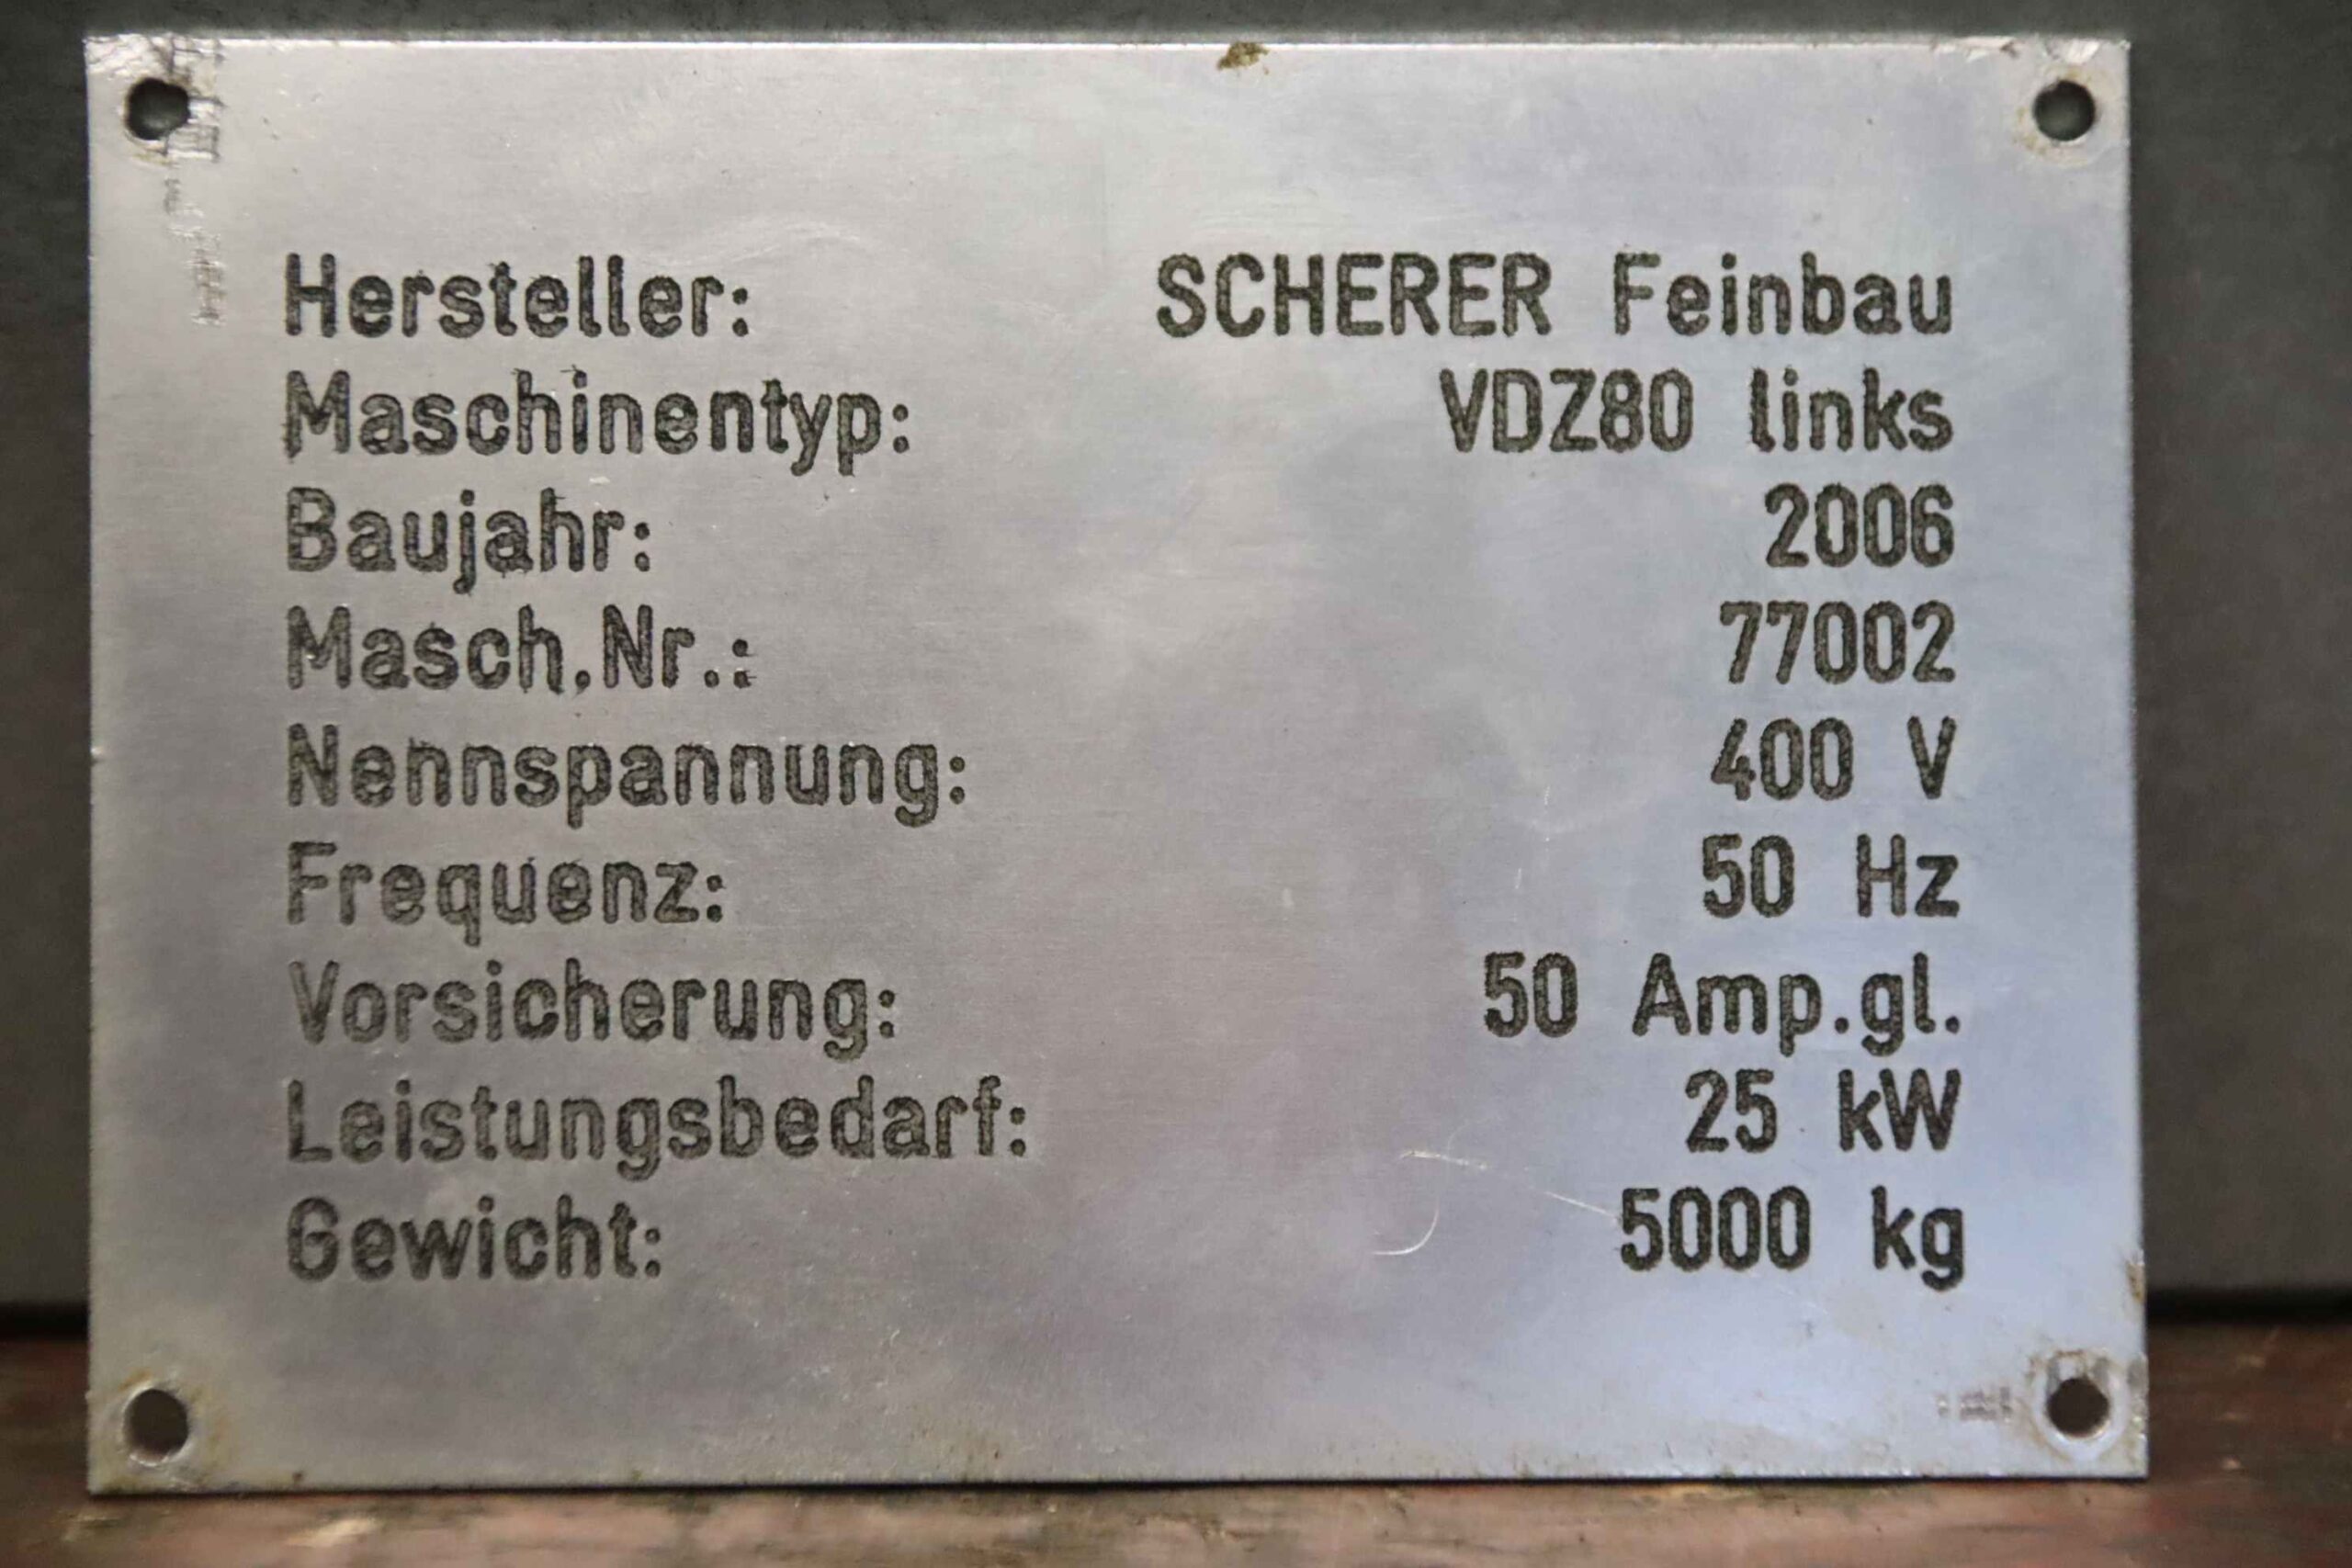 Hersteller: SCHERER Feinbau
Maschinentyp: VDZ80 links
Baujahr: 2006
Masch.Nr.: 77002
Nennspannung: 400 V
Frequenz: 50 Hz
Vorsicherung: 50 Amp.gl.
Leistungsbedarf: 25 kW
Gewicht: 5000 kg